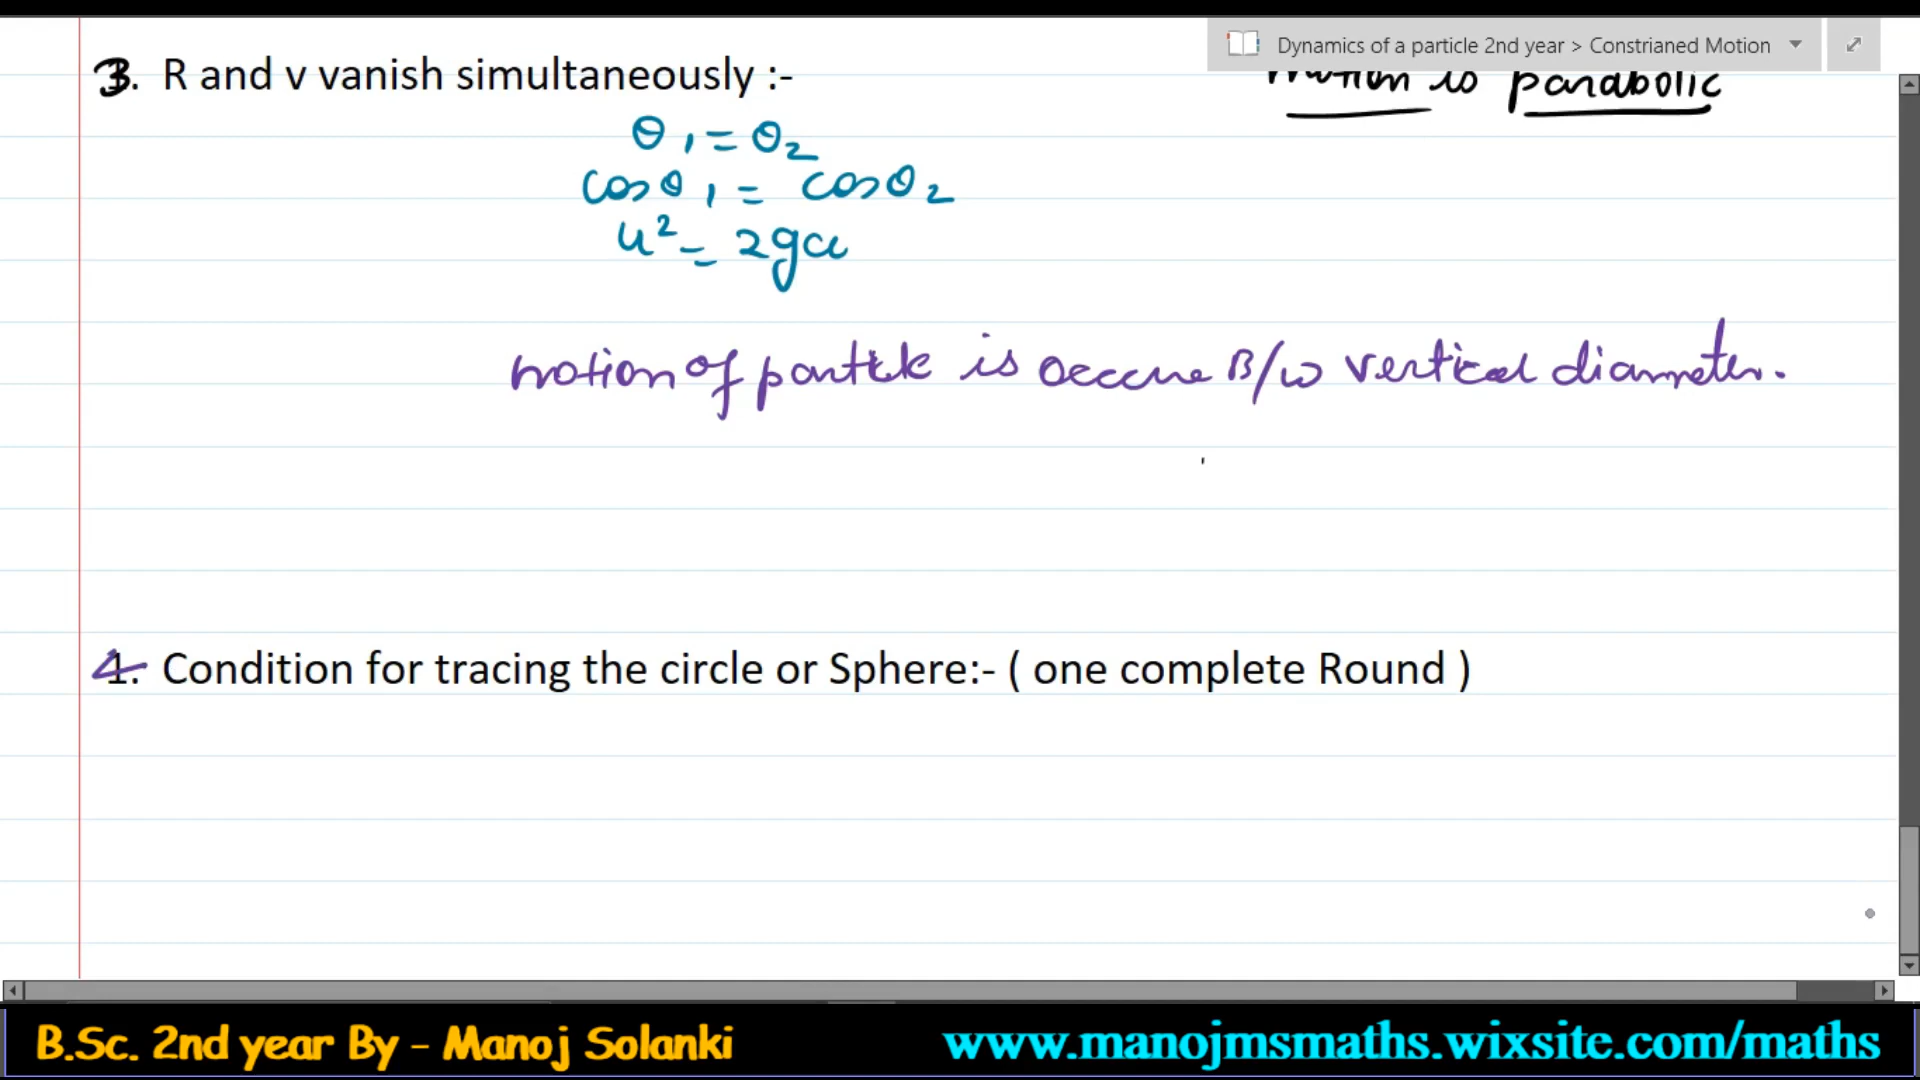 Dynamics of a particle 2nd year > Constrianed Motion
motion is parabolic
3. R and v vanish simultaneously :-
θ₁ = θ₂
cosθ₁ = cosθ₂
u² = 2ga
motion of particle is occure B/w vertical diameter.
4. Condition for tracing the circle or Sphere:- ( one complete Round )
B.Sc. 2nd year By - Manoj Solanki
www.manojmsmaths.wixsite.com/maths